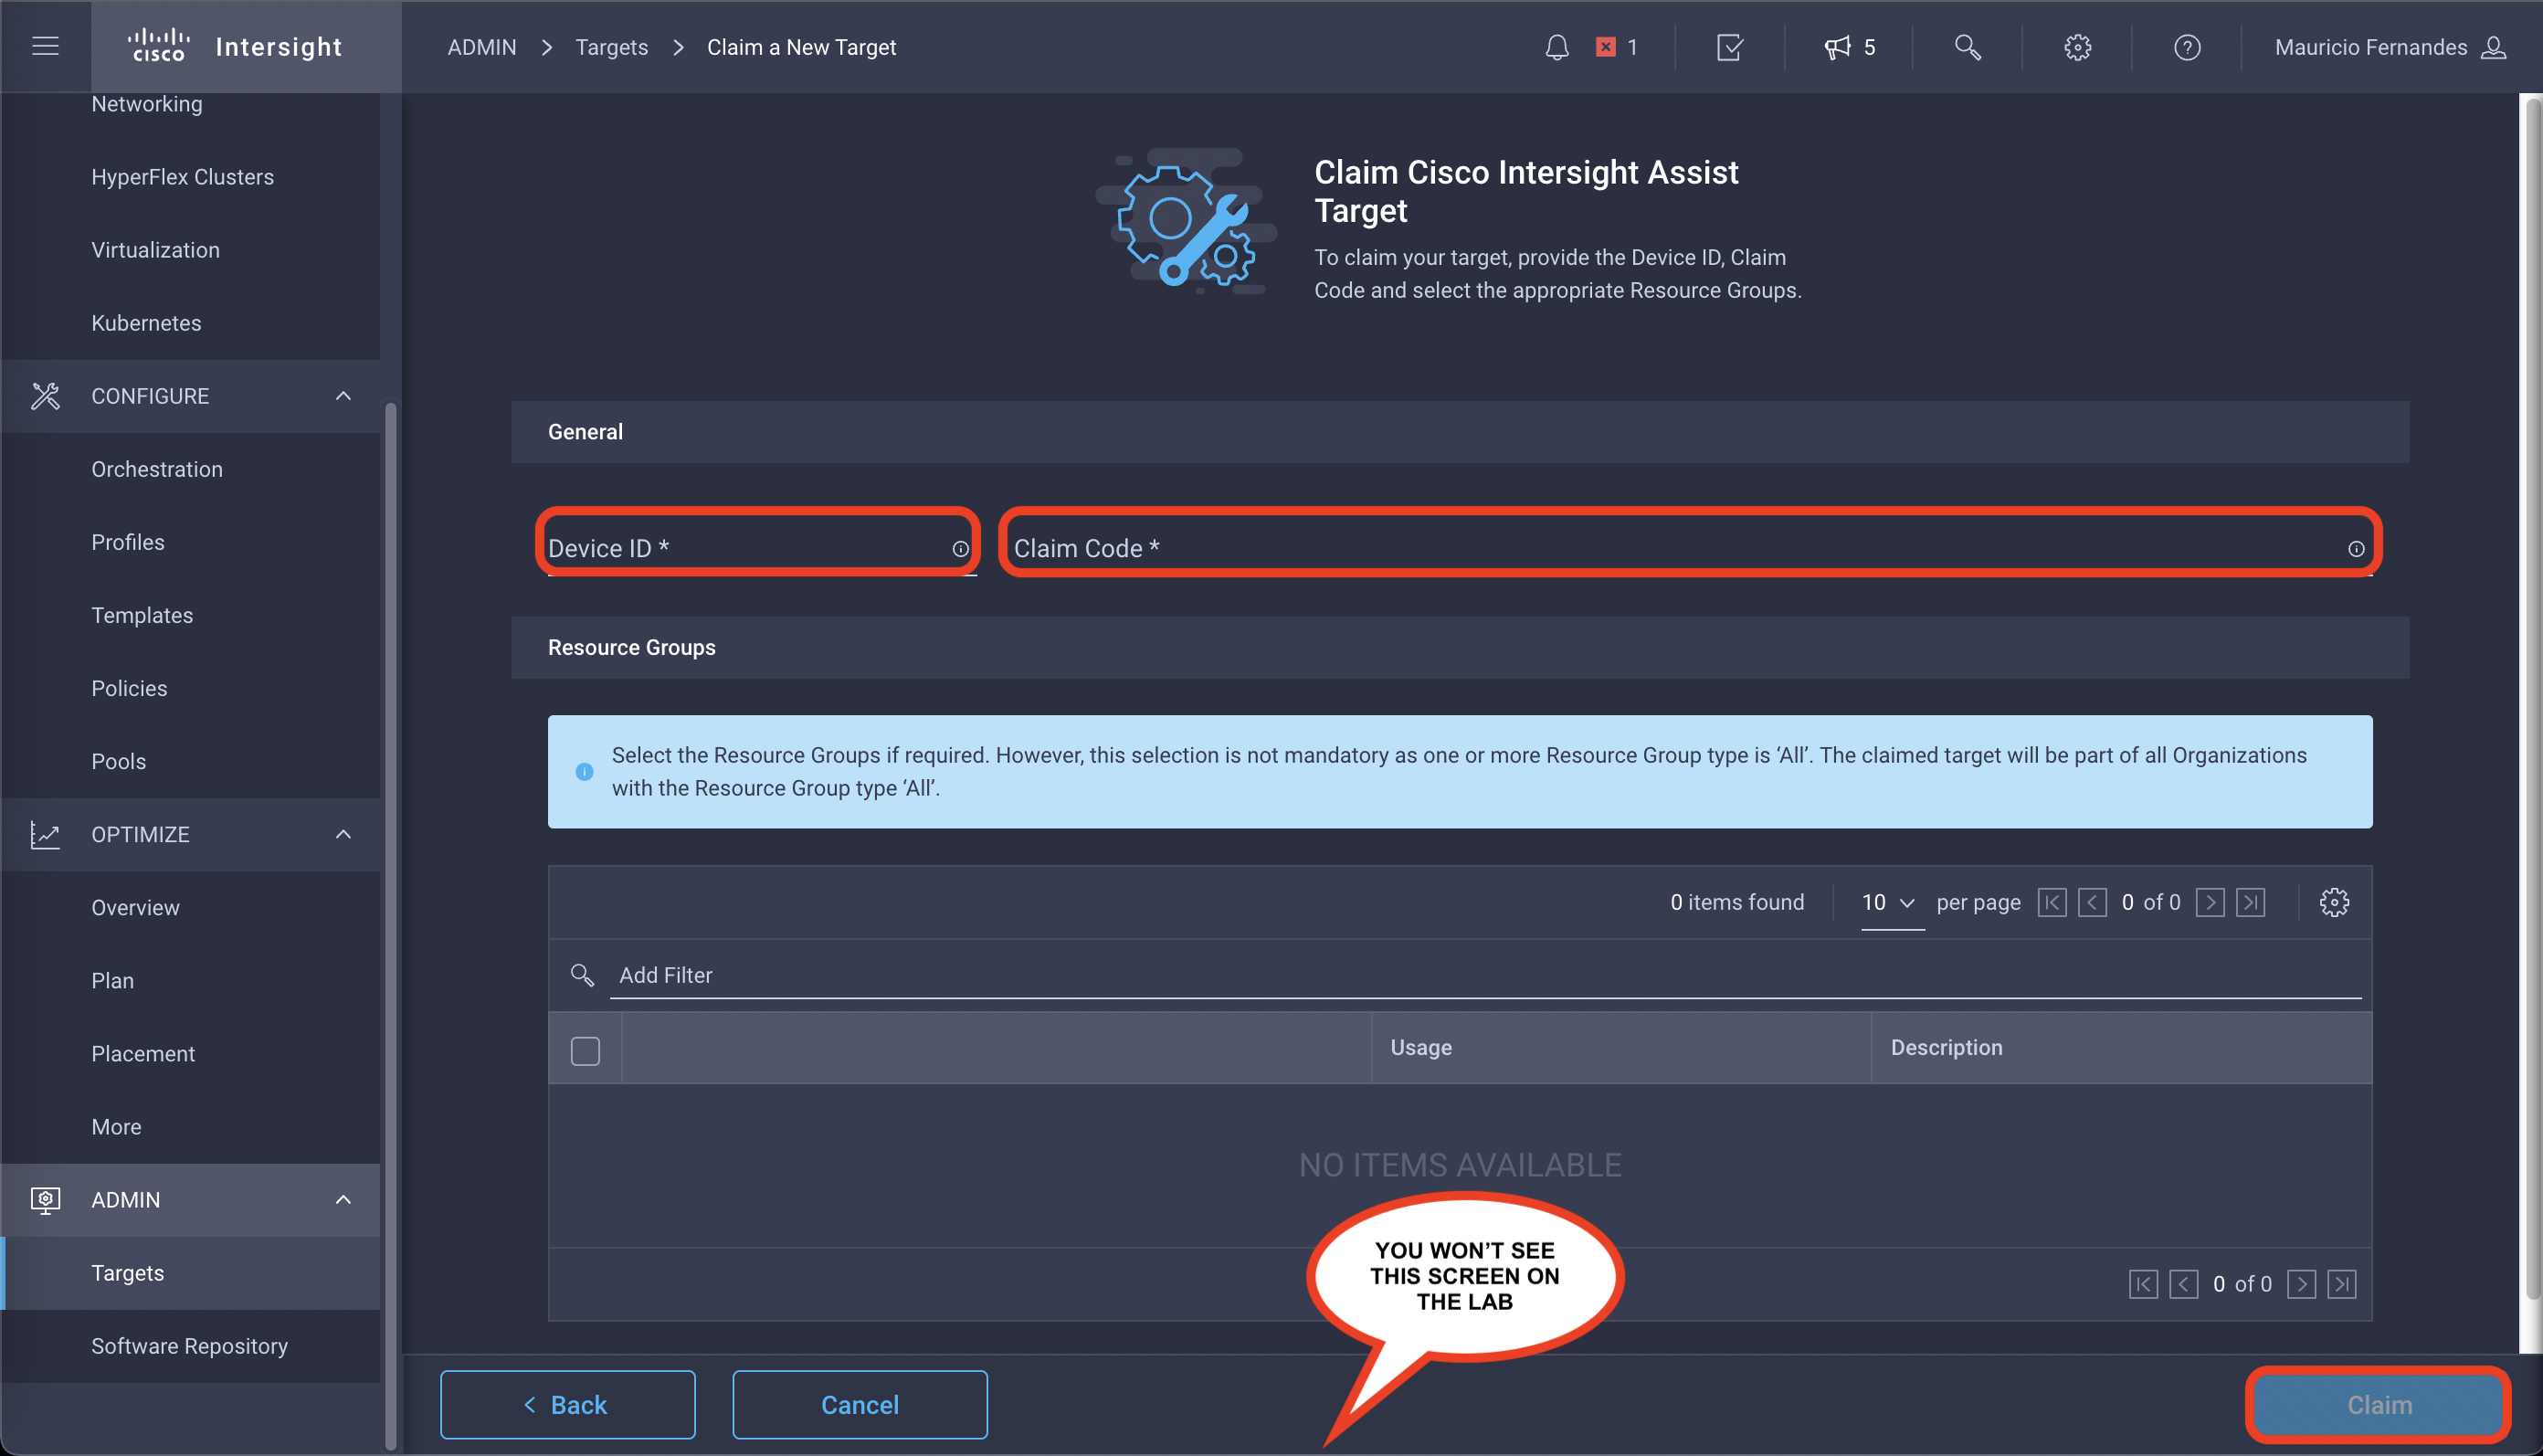 cisco Intersight
ADMIN > Targets > Claim a New Target
1
5
?
Mauricio Fernandes
Networking
HyperFlex Clusters
Virtualization
Kubernetes
CONFIGURE
Orchestration
Profiles
Templates
Policies
Pools
OPTIMIZE
Overview
Plan
Placement
More
ADMIN
Targets
Software Repository
Claim Cisco Intersight Assist
Target
To claim your target, provide the Device ID, Claim
Code and select the appropriate Resource Groups.
General
Device ID *
Claim Code *
Resource Groups
Select the Resource Groups if required. However, this selection is not mandatory as one or more Resource Group type is ‘All’. The claimed target will be part of all Organizations
with the Resource Group type ‘All’.
0 items found
10 per page
0 of 0
Add Filter
Usage
Description
NO ITEMS AVAILABLE
YOU WON’T SEE
THIS SCREEN ON
THE LAB
0 of 0
< Back
Cancel
Claim